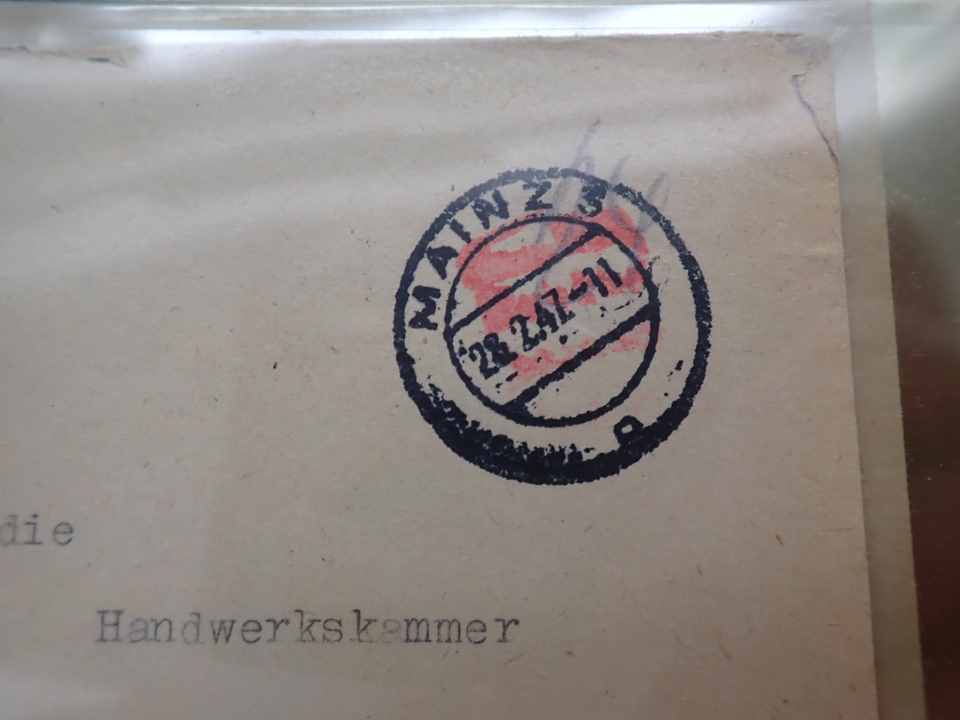 MAINZ 3
28.2.47-11
die
Handwerkskammer